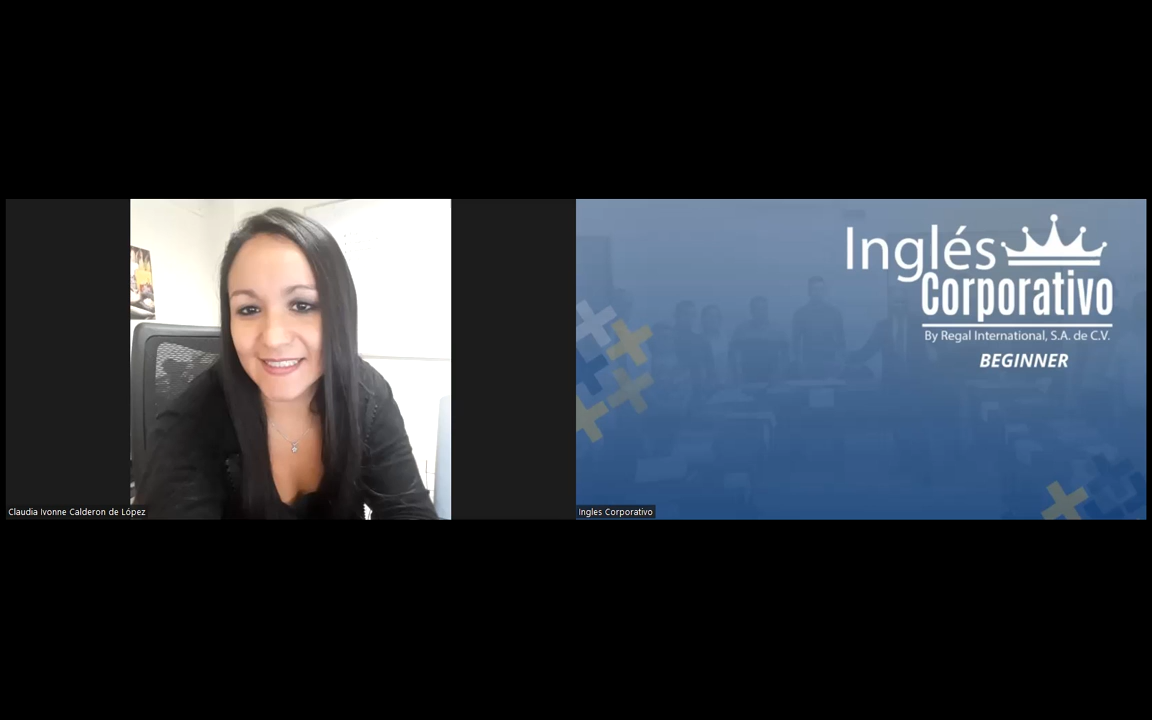 Inglés
Corporativo
By Regal International, S.A. de C.V.
BEGINNER
Claudia Ivonne Calderon de López
Ingles Corporativo